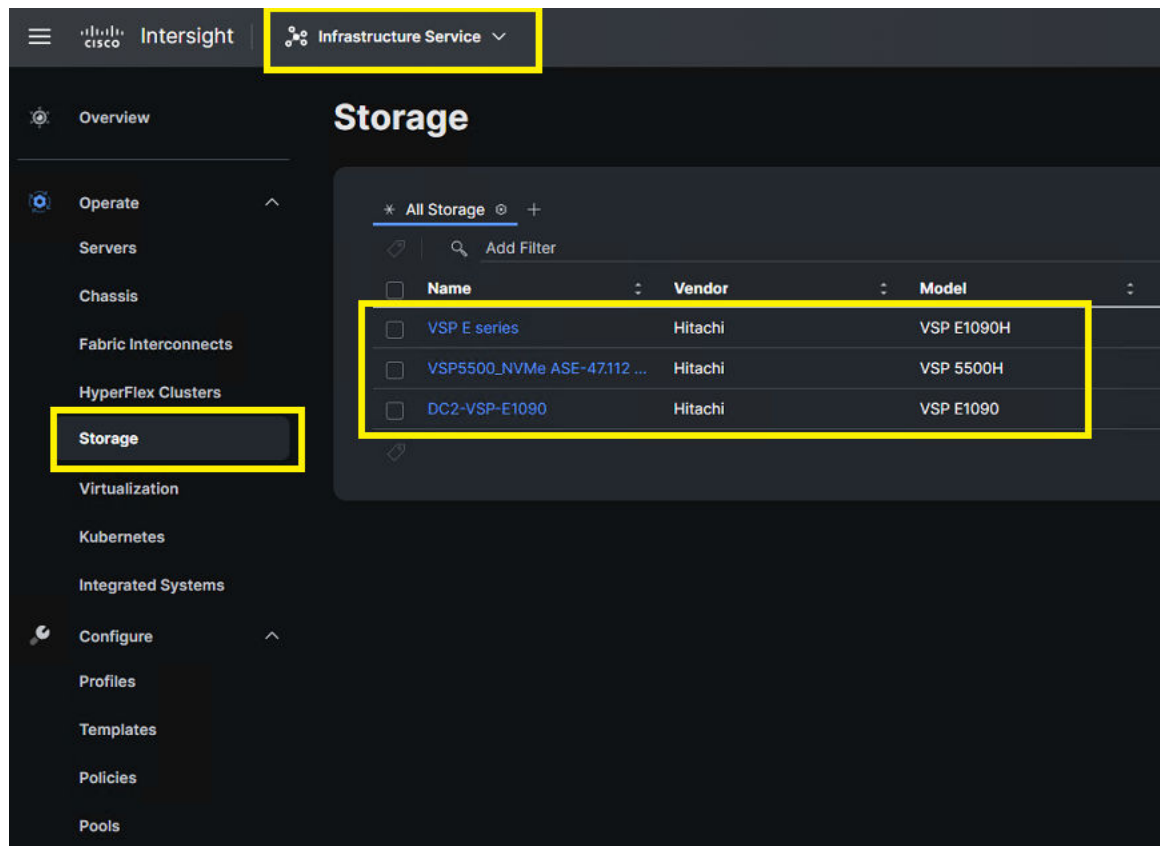 cisco Intersight Infrastructure Service
Overview
Storage
Operate
Servers
Chassis
Fabric Interconnects
HyperFlex Clusters
Storage
Virtualization
Kubernetes
Integrated Systems
Configure
Profiles
Templates
Policies
Pools
All Storage
Add Filter
Name Vendor Model
VSP E series Hitachi VSP E1090H
VSP5500_NVMe ASE-47.112 ... Hitachi VSP 5500H
DC2-VSP-E1090 Hitachi VSP E1090